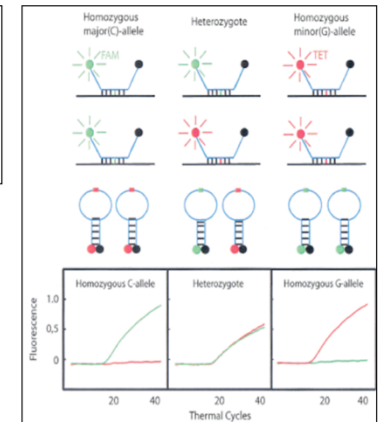 Homozygous
major(C)-allele
Heterozygote
Homozygous
minor(G)-allele
FAM
TET
Homozygous C-allele
Heterozygote
Homozygous G-allele
Fluorescence
1,0
0,5
0
20 40
20 40
20 40
Thermal Cycles